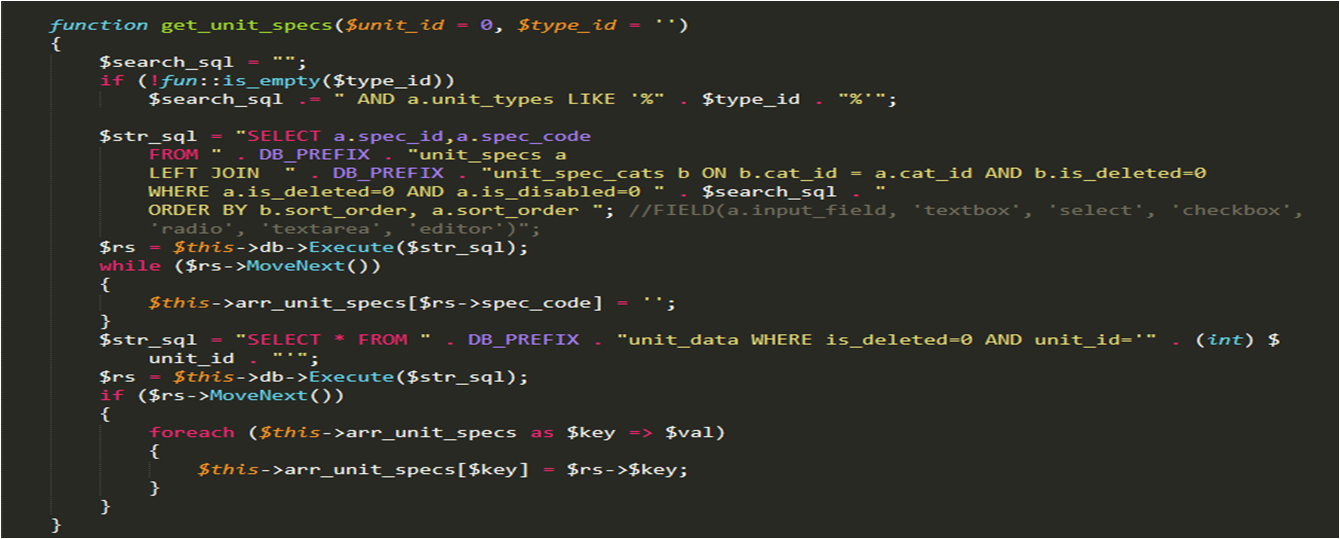 function get_unit_specs($unit_id = 0, $type_id = '')
{
$search_sql = "";
if (!fun::is_empty($type_id))
$search_sql .= " AND a.unit_types LIKE '%" . $type_id . "%'";
$str_sql = "SELECT a.spec_id,a.spec_code
FROM " . DB_PREFIX . "unit_specs a
LEFT JOIN  " . DB_PREFIX . "unit_spec_cats b ON b.cat_id = a.cat_id AND b.is_deleted=0
WHERE a.is_deleted=0 AND a.is_disabled=0 " . $search_sql . "
ORDER BY b.sort_order, a.sort_order "; //FIELD(a.input_field, 'textbox', 'select', 'checkbox',
'radio', 'textarea', 'editor')";
$rs = $this->db->Execute($str_sql);
while ($rs->MoveNext())
{
$this->arr_unit_specs[$rs->spec_code] = '';
}
$str_sql = "SELECT * FROM " . DB_PREFIX . "unit_data WHERE is_deleted=0 AND unit_id='" . (int) $
unit_id . "'";
$rs = $this->db->Execute($str_sql);
if ($rs->MoveNext())
{
foreach ($this->arr_unit_specs as $key => $val)
{
$this->arr_unit_specs[$key] = $rs->$key;
}
}
}